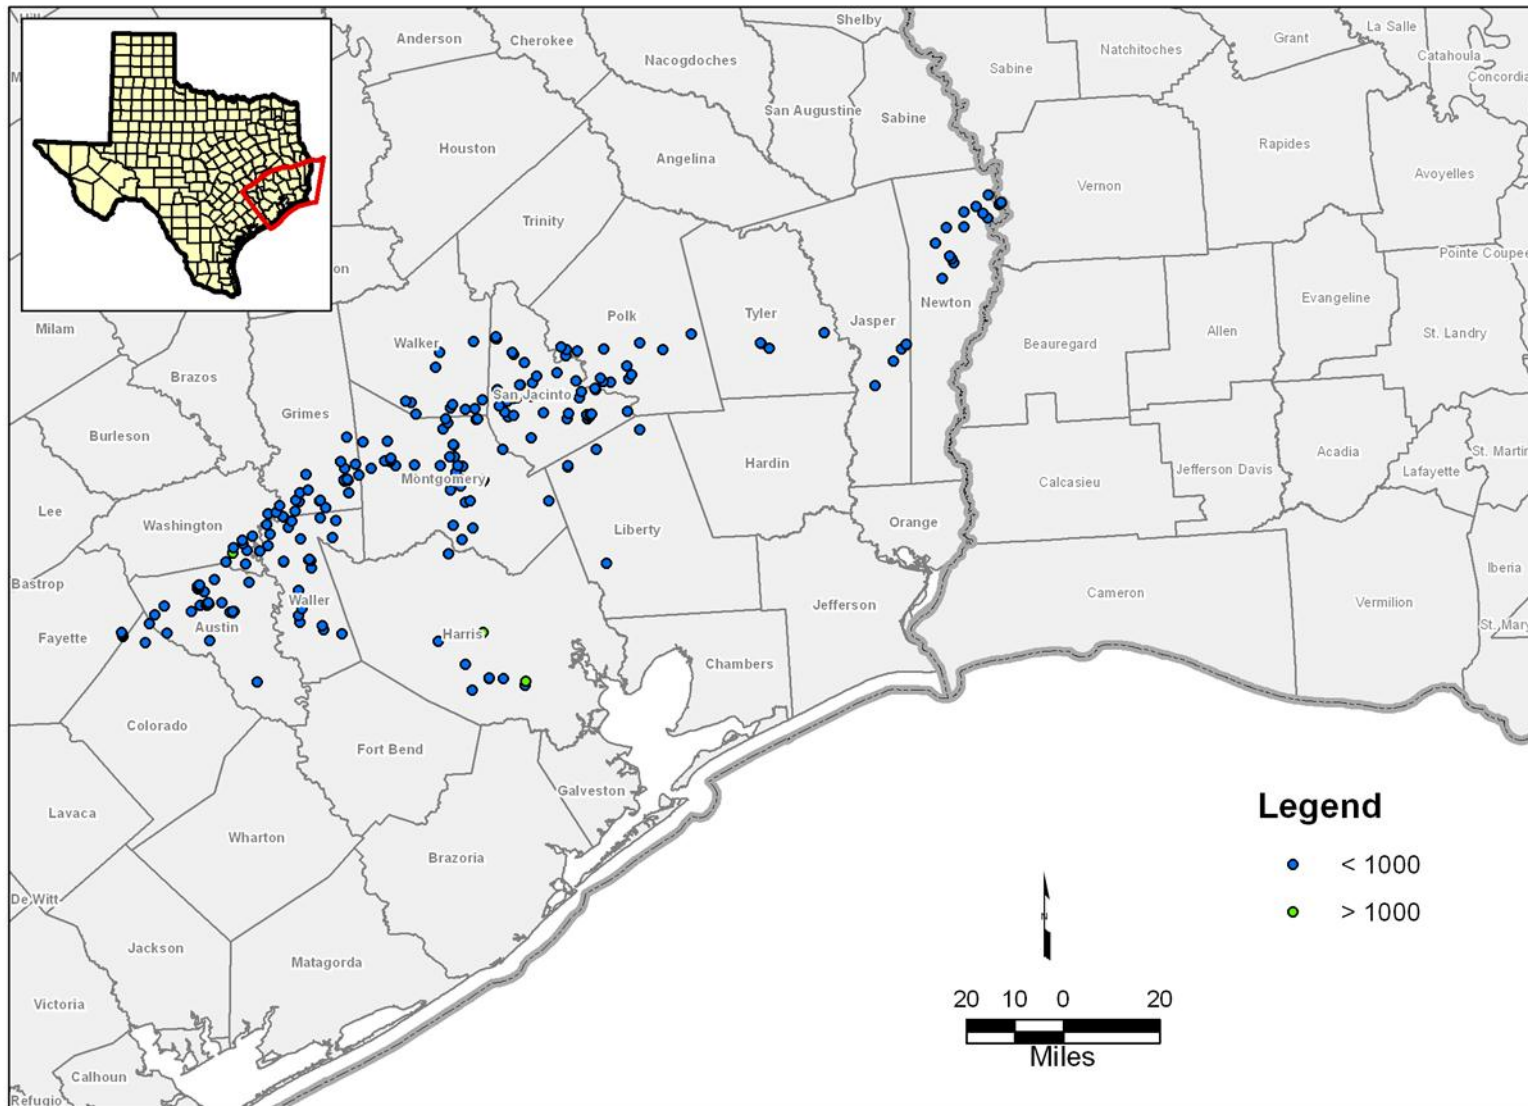 Shelby
La Salle
Anderson
Cherokee
Grant
Natchitoches
Catahoula
Nacogdoches
Sabine
Concordia
San Augustine
Sabine
Houston
Angelina
Rapides
Avoyelles
Vernon
Trinity
Pointe Coupee
on
Evangeline
Newton
Polk
Tyler
Jasper
Milam
Allen
St. Landry
Walker
Beauregard
Brazos
San Jacinto
Grimes
Burleson
Acadia
St. Martin
Hardin
Jefferson Davis
Lafayette
Montgomery
Calcasieu
Lee
Washington
Orange
Liberty
Iberia
Bastrop
Cameron
Waller
Vermilion
Jefferson
Austin
St. Mary
Fayette
Harris
Chambers
Colorado
Fort Bend
Galveston
Legend
Lavaca
Wharton
Brazoria
< 1000
De Witt
> 1000
z
Jackson
Matagorda
20 10 0 20
Victoria
Miles
Calhoun
Refugio